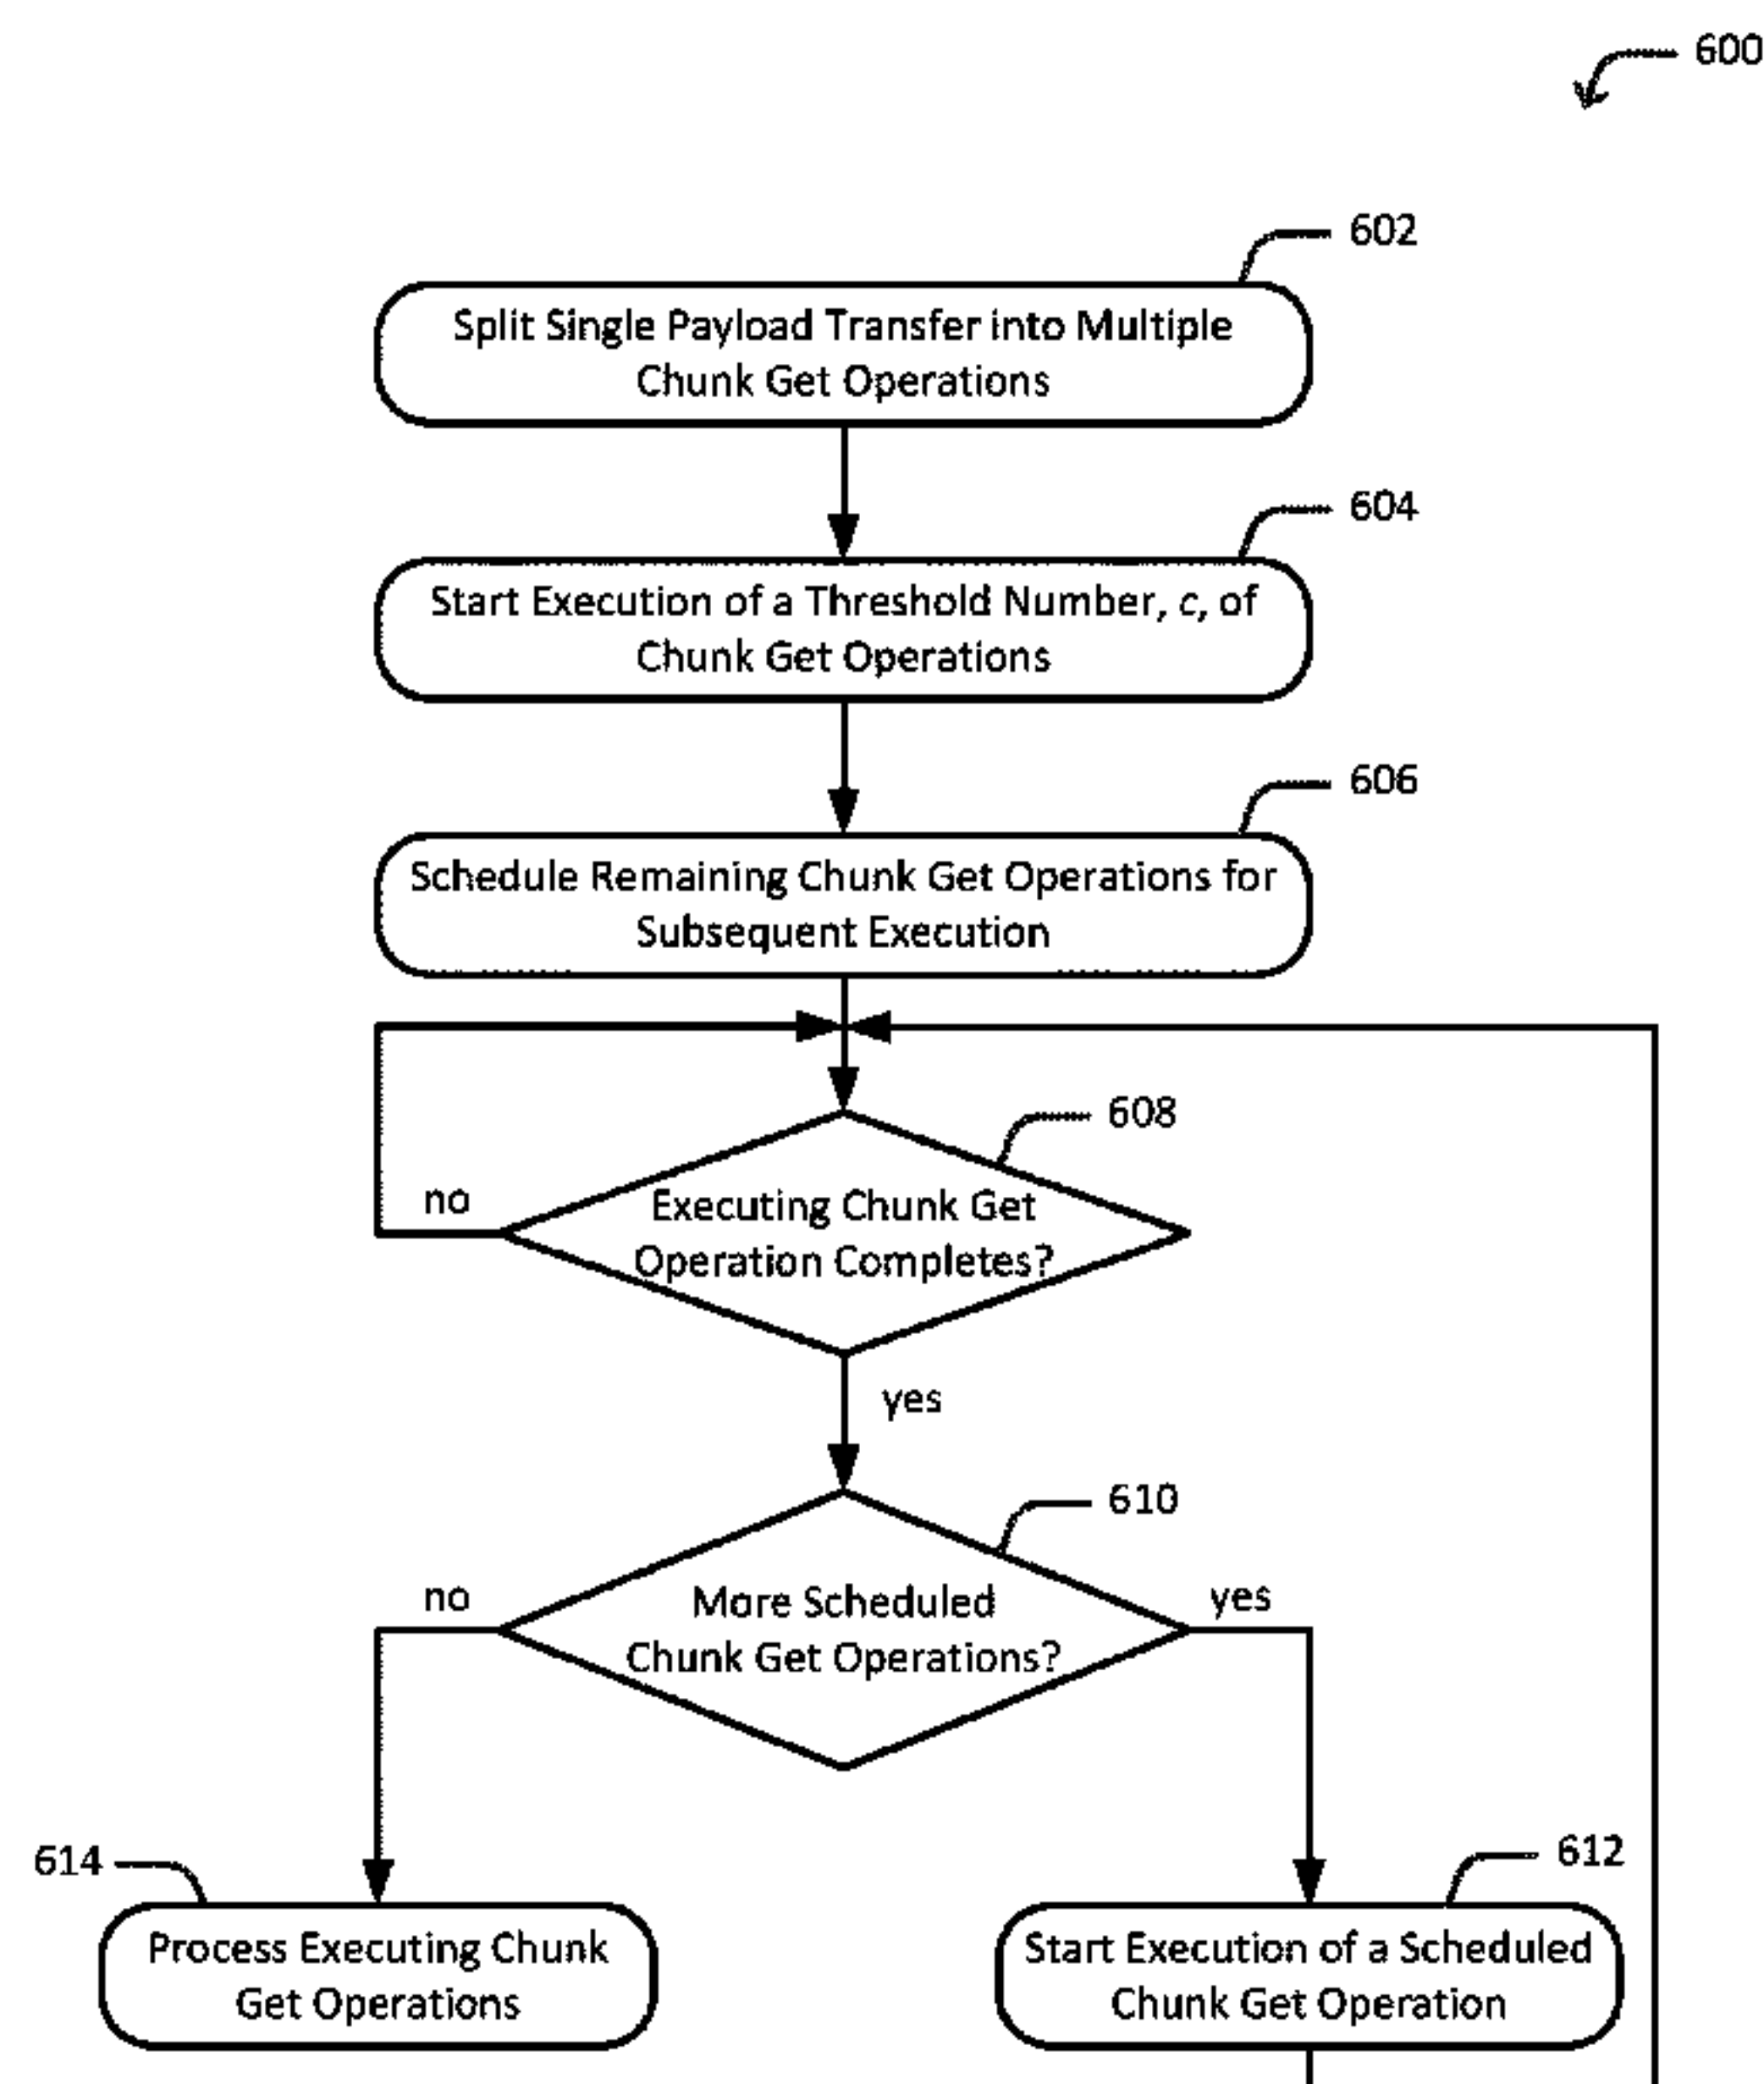 600
602
Split Single Payload Transfer into Multiple
Chunk Get Operations
604
Start Execution of a Threshold Number, c, of
Chunk Get Operations
606
Schedule Remaining Chunk Get Operations for
Subsequent Execution
608
no
Executing Chunk Get
Operation Completes?
yes
610
no
More Scheduled
Chunk Get Operations?
yes
614
612
Process Executing Chunk
Get Operations
Start Execution of a Scheduled
Chunk Get Operation